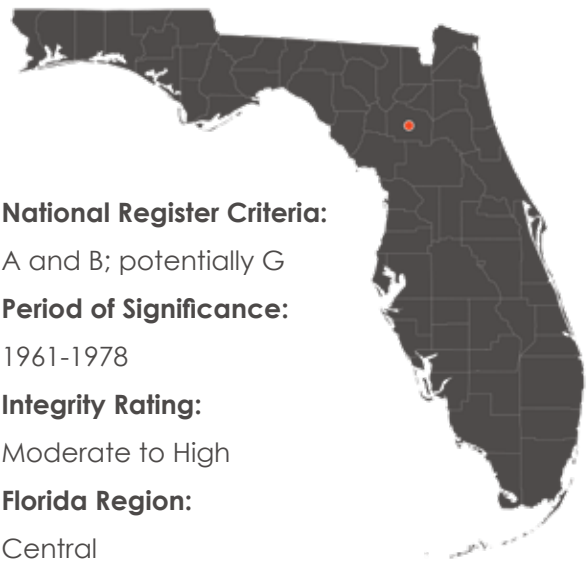 National Register Criteria:
A and B; potentially G
Period of Significance:
1961-1978
Integrity Rating:
Moderate to High
Florida Region:
Central